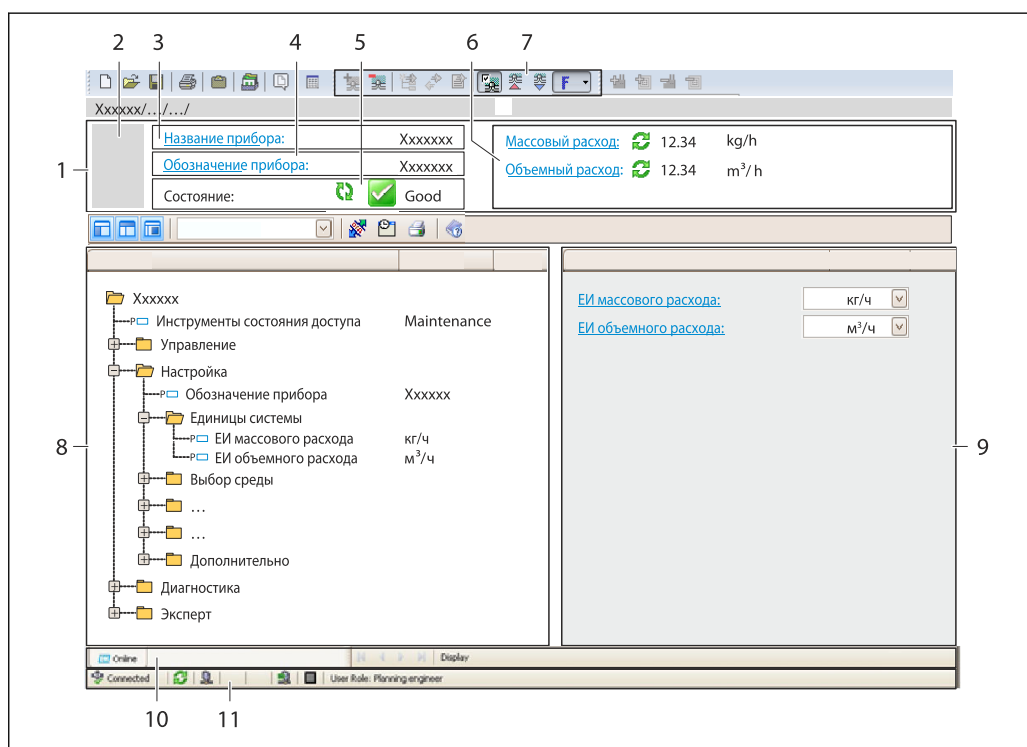 2 3 4 5 6 7
F
Xxxxxx/.../.../
1
Название прибора: Xxxxxxx
Обозначение прибора: Xxxxxxx
Состояние: Good
Массовый расход: 12.34 kg/h
Объемный расход: 12.34 m³/h
Xxxxxx
P Инструменты состояния доступа Maintenance
Управление
Настройка
P Обозначение прибора Xxxxxx
Единицы системы
P ЕИ массового расхода кг/ч
P ЕИ объемного расхода м³/ч
Выбор среды
...
...
Дополнительно
Диагностика
Эксперт
8
ЕИ массового расхода: кг/ч
ЕИ объемного расхода: м³/ч
9
Online Display
Connected User Role: Planning engineer
10 11